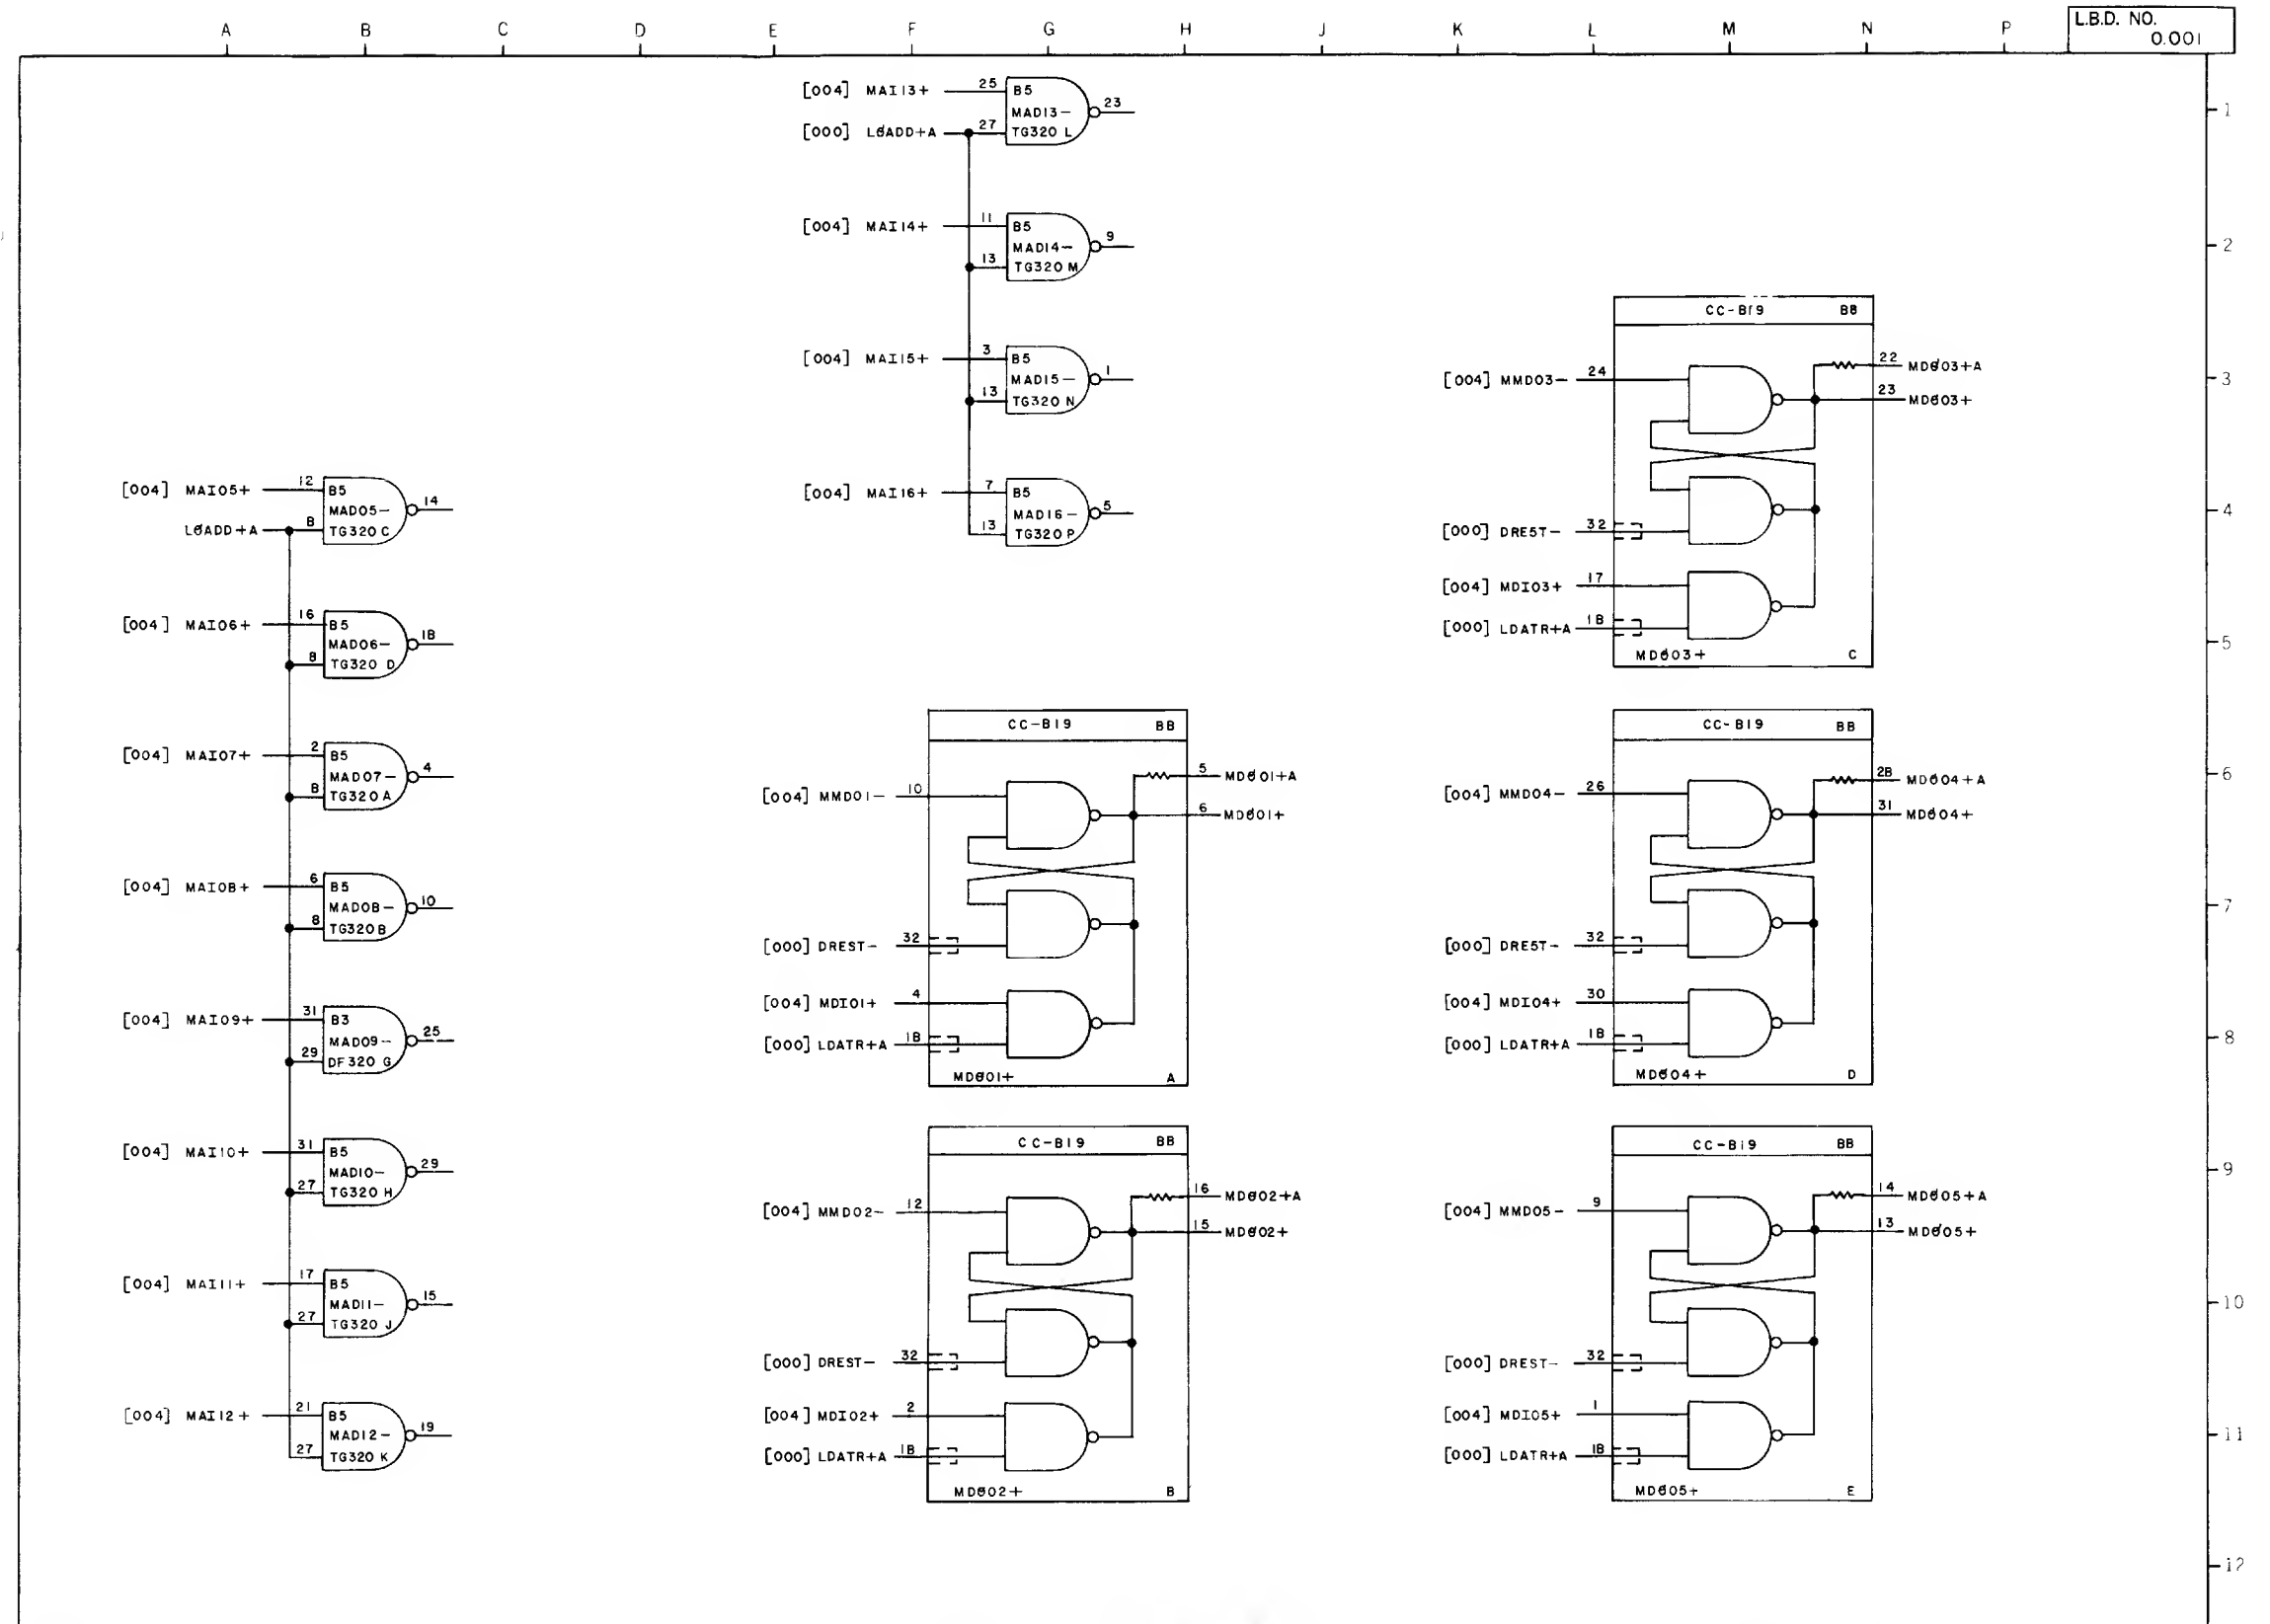 A B C D E F G H J K L M N P
L.B.D. NO.
0.001
1
2
3
4
5
6
7
8
9
10
11
12
[004] MAI05+ 12 B5 14
MAD05-
LØADD+A 8 TG320 C
[004] MAI06+ 16 B5 18
MAD06-
8 TG320 D
[004] MAI07+ 2 B5 4
MAD07-
8 TG320 A
[004] MAI08+ 6 B5 10
MAD08-
8 TG320 B
[004] MAI09+ 31 B3 25
MAD09-
29 DF320 G
[004] MAI10+ 31 B5 29
MAD10-
27 TG320 H
[004] MAI11+ 17 B5 15
MAD11-
27 TG320 J
[004] MAI12+ 21 B5 19
MAD12-
27 TG320 K
[004] MAI13+ 25 B5 23
MAD13-
[000] LØADD+A 27 TG320 L
[004] MAI14+ 11 B5 9
MAD14-
13 TG320 M
[004] MAI15+ 3 B5 1
MAD15-
13 TG320 N
[004] MAI16+ 7 B5 5
MAD16-
13 TG320 P
CC-B19 B8
[004] MMD01- 10 5 MDØ01+A
6 MDØ01+
[000] DREST- 32
[004] MDI01+ 4
[000] LDATR+A 18
MDØ01+ A
CC-B19 B8
[004] MMD02- 12 16 MDØ02+A
15 MDØ02+
[000] DREST- 32
[004] MDI02+ 2
[000] LDATR+A 18
MDØ02+ B
CC-B19 B8
[004] MMD03- 24 22 MDØ03+A
23 MDØ03+
[000] DREST- 32
[004] MDI03+ 17
[000] LDATR+A 18
MDØ03+ C
CC-B19 B8
[004] MMD04- 26 28 MDØ04+A
31 MDØ04+
[000] DREST- 32
[004] MDI04+ 30
[000] LDATR+A 18
MDØ04+ D
CC-B19 B8
[004] MMD05- 9 14 MDØ05+A
13 MDØ05+
[000] DREST- 32
[004] MDI05+ 1
[000] LDATR+A 18
MDØ05+ E